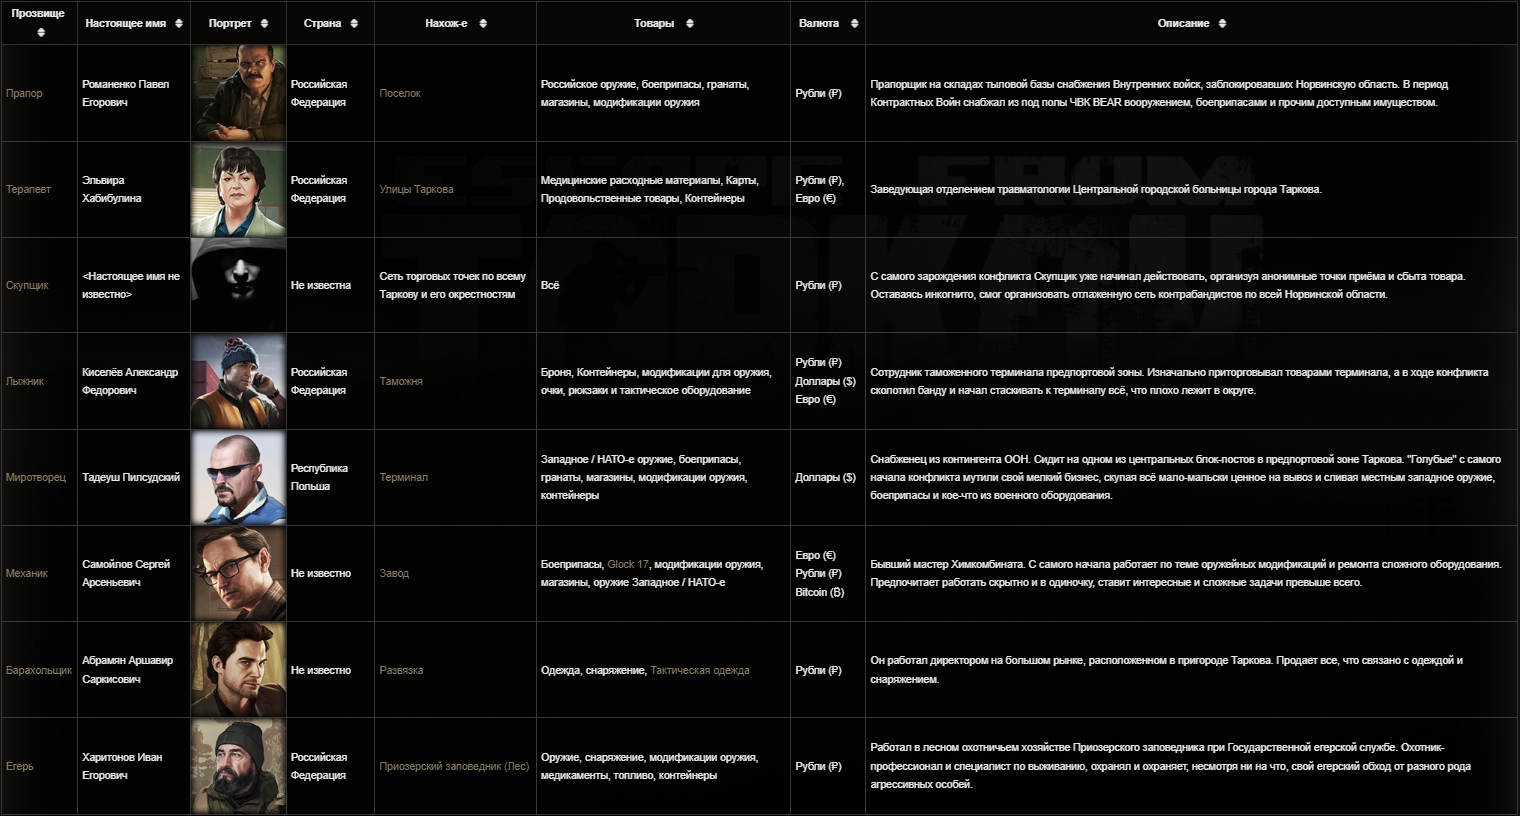 Прозвище
Настоящее имя
Портрет
Страна
Нахож-е
Товары
Валюта
Описание
Прапор
Романенко Павел
Егорович
Российская
Федерация
Поселок
Российское оружие, боеприпасы, гранаты,
магазины, модификации оружия
Рубли (₽)
Прапорщик на складах тыловой базы снабжения Внутренних войск, заблокировавших Норвинскую область. В период
Контрактных Войн снабжал из под полы ЧВК BEAR вооружением, боеприпасами и прочим доступным имуществом.
Терапевт
Эльвира
Хабибулина
Российская
Федерация
Улицы Таркова
Медицинские расходные материалы, Карты,
Продовольственные товары, Контейнеры
Рубли (₽),
Евро (€)
Заведующая отделением травматологии Центральной городской больницы города Таркова.
Скупщик
<Настоящее имя не
известно>
Не известна
Сеть торговых точек по всему
Таркову и его окрестностям
Всё
Рубли (₽)
С самого зарождения конфликта Скупщик уже начинал действовать, организуя анонимные точки приёма и сбыта товара.
Оставаясь инкогнито, смог организовать отлаженную сеть контрабандистов по всей Норвинской области.
Лыжник
Киселёв Александр
Федорович
Российская
Федерация
Таможня
Броня, Контейнеры, модификации для оружия,
очки, рюкзаки и тактическое оборудование
Рубли (₽)
Доллары ($)
Евро (€)
Сотрудник таможенного терминала предпортовой зоны. Изначально приторговывал товарами терминала, а в ходе конфликта
сколотил банду и начал стаскивать к терминалу всё, что плохо лежит в округе.
Миротворец
Тадеуш Пилсудский
Республика
Польша
Терминал
Западное / НАТО-е оружие, боеприпасы,
гранаты, магазины, модификации оружия,
контейнеры
Доллары ($)
Снабженец из контингента ООН. Сидит на одном из центральных блок-постов в предпортовой зоне Таркова. "Голубые" с самого
начала конфликта мутили свой мелкий бизнес, скупая всё мало-мальски ценное на вывоз и сливая местным западное оружие,
боеприпасы и кое-что из военного оборудования.
Механик
Самойлов Сергей
Арсеньевич
Не известно
Завод
Боеприпасы, Glock 17, модификации оружия,
магазины, оружие Западное / НАТО-е
Евро (€)
Рубли (₽)
Bitcoin (₿)
Бывший мастер Химкомбината. С самого начала работает по теме оружейных модификаций и ремонта сложного оборудования.
Предпочитает работать скрытно и в одиночку, ставит интересные и сложные задачи превыше всего.
Барахольщик
Абрамян Аршавир
Саркисович
Не известно
Развязка
Одежда, снаряжение, Тактическая одежда
Рубли (₽)
Он работал директором на большом рынке, расположенном в пригороде Таркова. Продает все, что связано с одеждой и
снаряжением.
Егерь
Харитонов Иван
Егорович
Российская
Федерация
Приозерский заповедник (Лес)
Оружие, снаряжение, модификации оружия,
медикаменты, топливо, контейнеры
Рубли (₽)
Работал в лесном охотничьем хозяйстве Приозерского заповедника при Государственной егерской службе. Охотник-
профессионал и специалист по выживанию, охранял и охраняет, несмотря ни на что, свой егерский обход от разного рода
агрессивных особей.
ESCAPE FROM
TARKOV